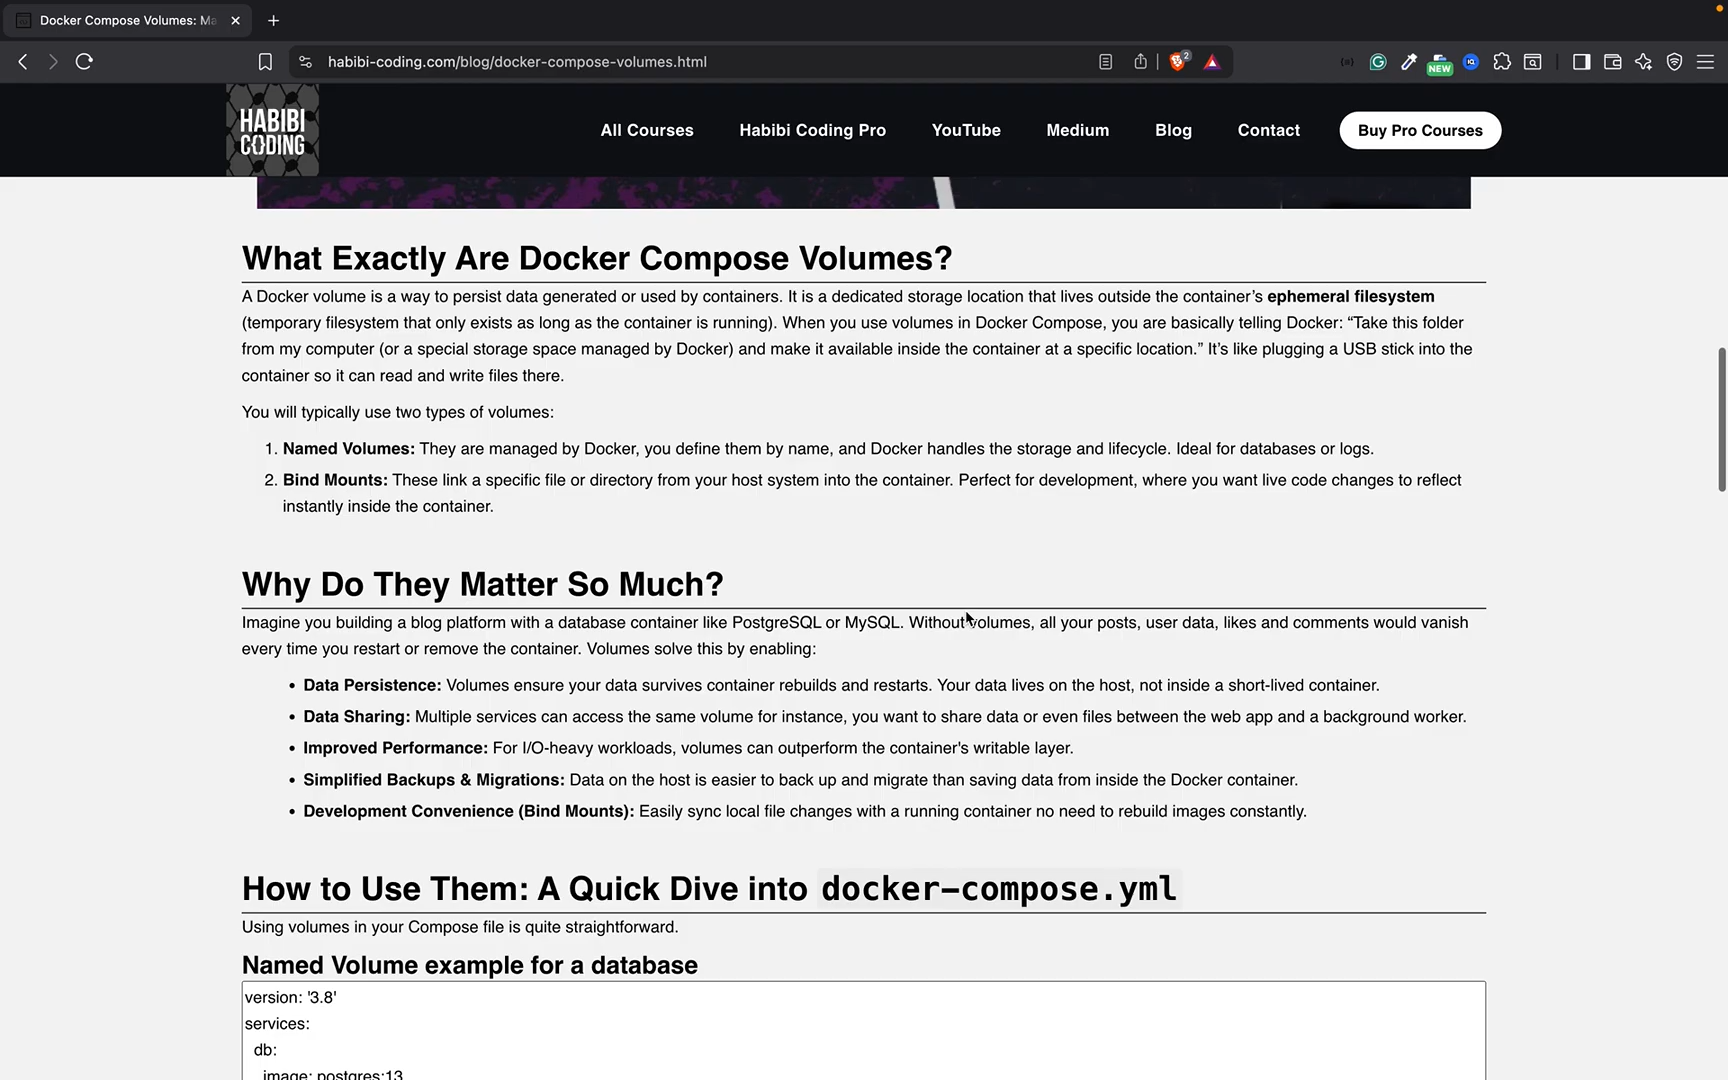 Docker Compose Volumes: Ma
habibi-coding.com/blog/docker-compose-volumes.html
2
NEW
HABIBI
CODING
All Courses
Habibi Coding Pro
YouTube
Medium
Blog
Contact
Buy Pro Courses
What Exactly Are Docker Compose Volumes?
A Docker volume is a way to persist data generated or used by containers. It is a dedicated storage location that lives outside the container's ephemeral filesystem
(temporary filesystem that only exists as long as the container is running). When you use volumes in Docker Compose, you are basically telling Docker: “Take this folder
from my computer (or a special storage space managed by Docker) and make it available inside the container at a specific location.” It’s like plugging a USB stick into the
container so it can read and write files there.
You will typically use two types of volumes:
1. Named Volumes: They are managed by Docker, you define them by name, and Docker handles the storage and lifecycle. Ideal for databases or logs.
2. Bind Mounts: These link a specific file or directory from your host system into the container. Perfect for development, where you want live code changes to reflect
instantly inside the container.
Why Do They Matter So Much?
Imagine you building a blog platform with a database container like PostgreSQL or MySQL. Without volumes, all your posts, user data, likes and comments would vanish
every time you restart or remove the container. Volumes solve this by enabling:
• Data Persistence: Volumes ensure your data survives container rebuilds and restarts. Your data lives on the host, not inside a short-lived container.
• Data Sharing: Multiple services can access the same volume for instance, you want to share data or even files between the web app and a background worker.
• Improved Performance: For I/O-heavy workloads, volumes can outperform the container's writable layer.
• Simplified Backups & Migrations: Data on the host is easier to back up and migrate than saving data from inside the Docker container.
• Development Convenience (Bind Mounts): Easily sync local file changes with a running container no need to rebuild images constantly.
How to Use Them: A Quick Dive into docker-compose.yml
Using volumes in your Compose file is quite straightforward.
Named Volume example for a database
version: '3.8'
services:
db:
image: postgres:13